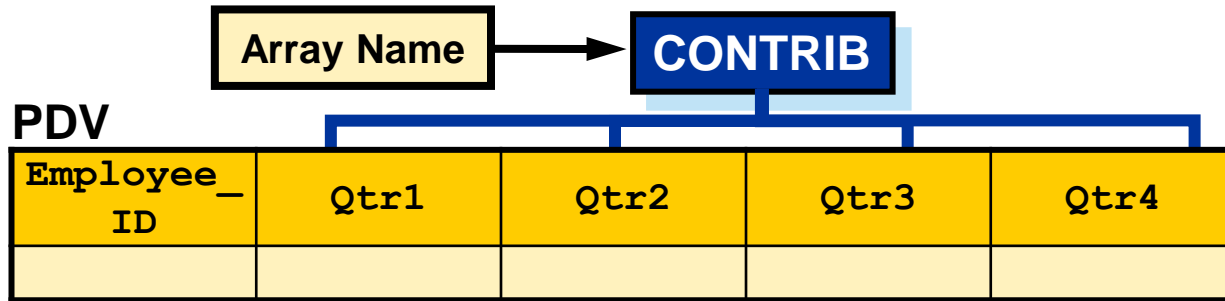 Array Name
CONTRIB
PDV
Employee_
ID
Qtr1
Qtr2
Qtr3
Qtr4